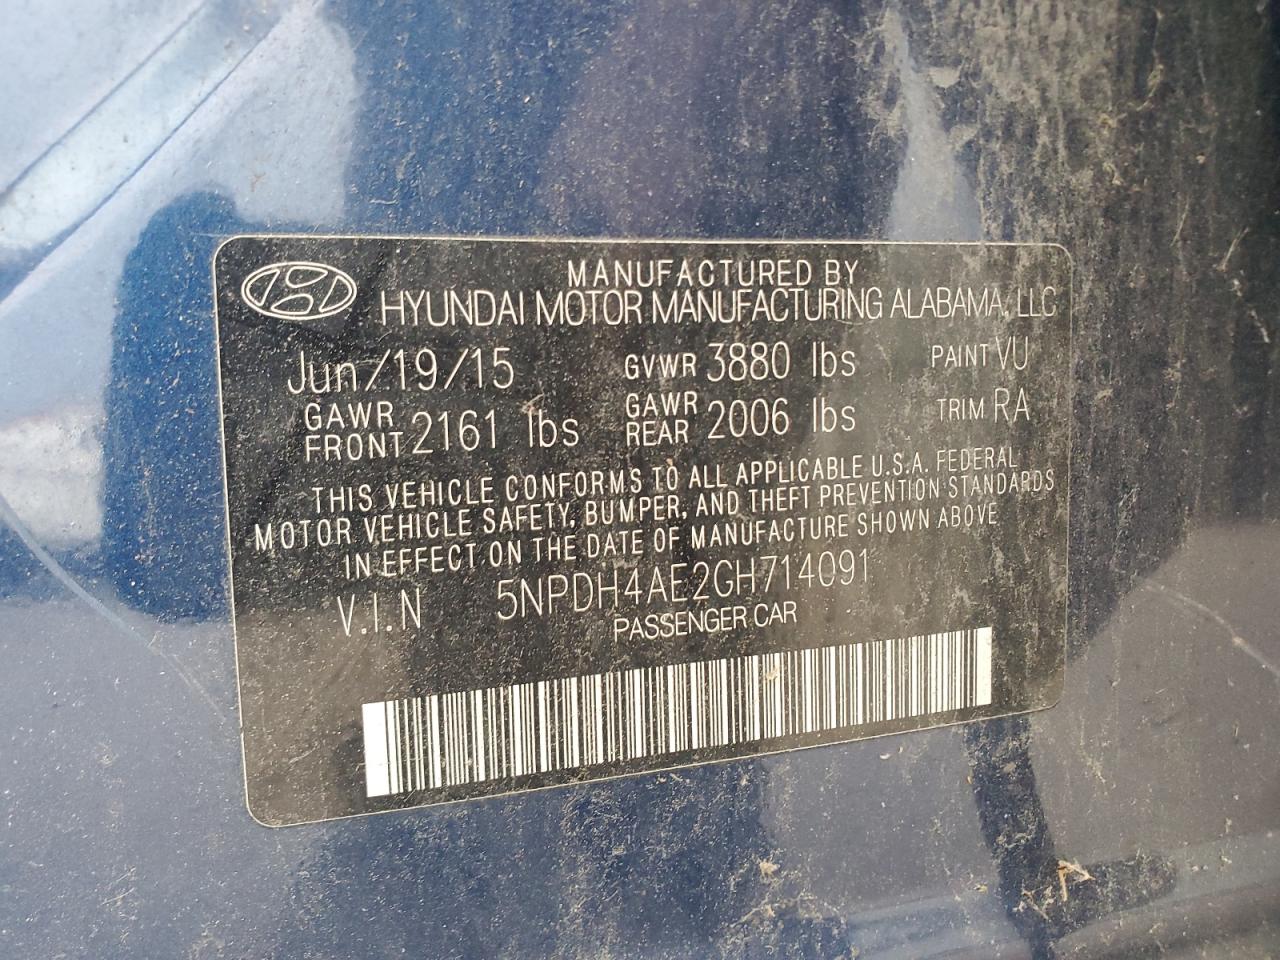 MANUFACTURED BY
HYUNDAI MOTOR MANUFACTURING ALABAMA, LLC
Jun/19/15 GVWR 3880 lbs PAINT VU
GAWR FRONT 2161 lbs GAWR REAR 2006 lbs TRIM RA
THIS VEHICLE CONFORMS TO ALL APPLICABLE U.S.A. FEDERAL
MOTOR VEHICLE SAFETY, BUMPER, AND THEFT PREVENTION STANDARDS
IN EFFECT ON THE DATE OF MANUFACTURE SHOWN ABOVE
V.I.N 5NPDH4AE2GH714091
PASSENGER CAR